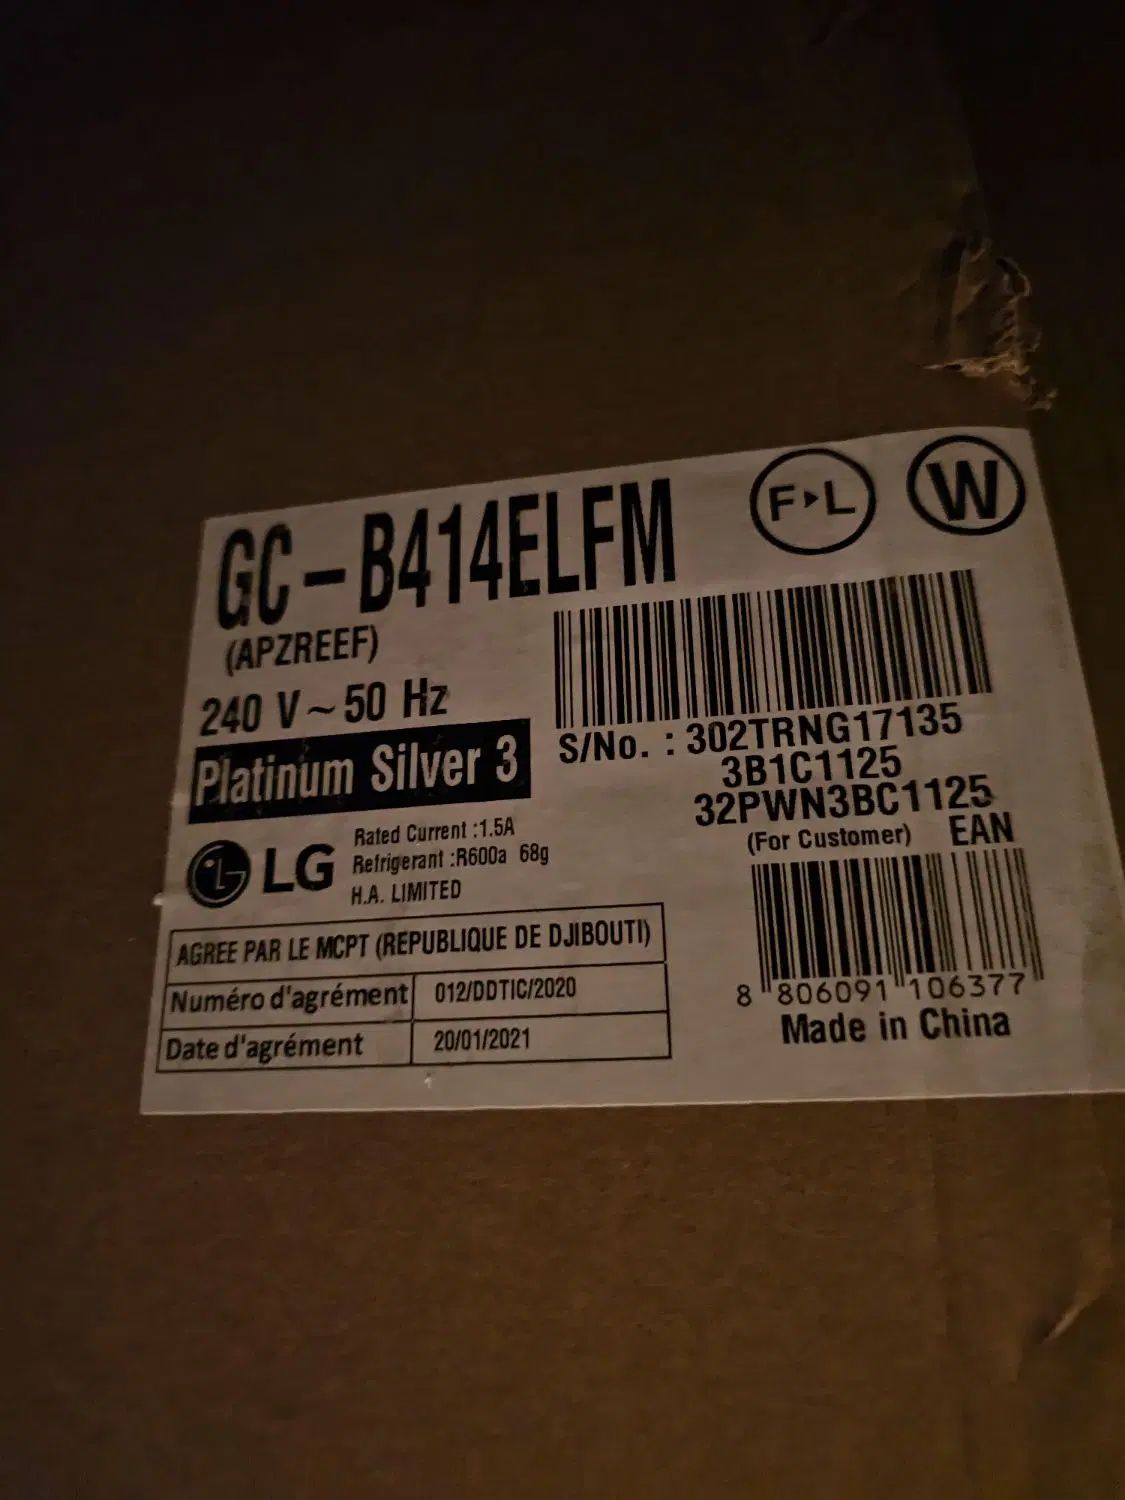 GC-B414ELFM
F▸L
W
(APZREEF)
240 V ~ 50 Hz
Platinum Silver 3
S/No. : 302TRNG17135
3B1C1125
32PWN3BC1125
(For Customer) EAN
LG
Rated Current :1.5A
Refrigerant :R600a 68g
H.A. LIMITED
AGREE PAR LE MCPT (REPUBLIQUE DE DJIBOUTI)
Numéro d'agrément 012/DDTIC/2020
Date d'agrément 20/01/2021
8 806091 106377
Made in China